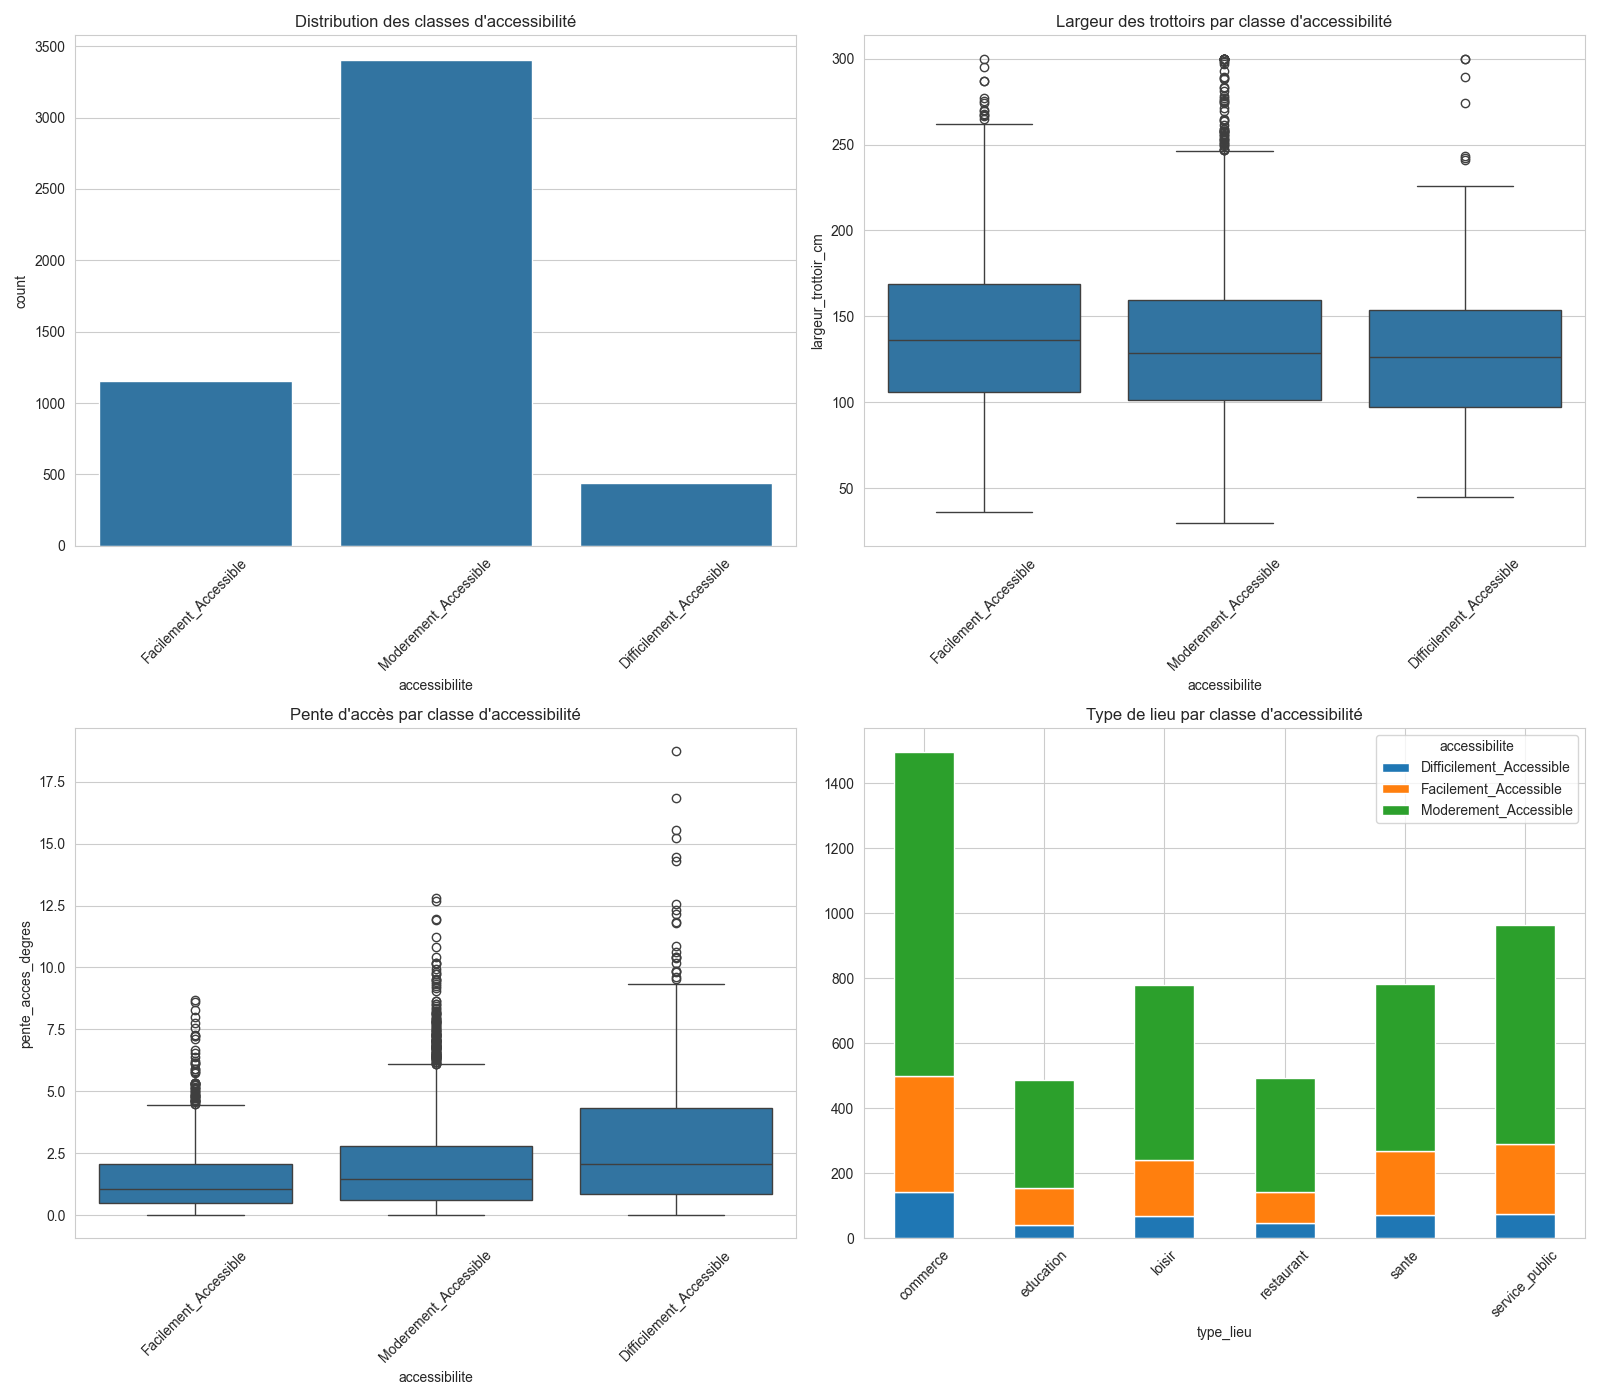 Distribution des classes d'accessibilité
3500
3000
2500
2000
1500
1000
500
0
count
Facilement_Accessible
Moderement_Accessible
Difficilement_Accessible
accessibilite
Largeur des trottoirs par classe d'accessibilité
300
250
200
150
100
50
largeur_trottoir_cm
Facilement_Accessible
Moderement_Accessible
Difficilement_Accessible
accessibilite
Pente d'accès par classe d'accessibilité
17.5
15.0
12.5
10.0
7.5
5.0
2.5
0.0
pente_acces_degres
Facilement_Accessible
Moderement_Accessible
Difficilement_Accessible
accessibilite
Type de lieu par classe d'accessibilité
accessibilite
Difficilement_Accessible
Facilement_Accessible
Moderement_Accessible
1400
1200
1000
800
600
400
200
0
commerce
education
loisir
restaurant
sante
service_public
type_lieu